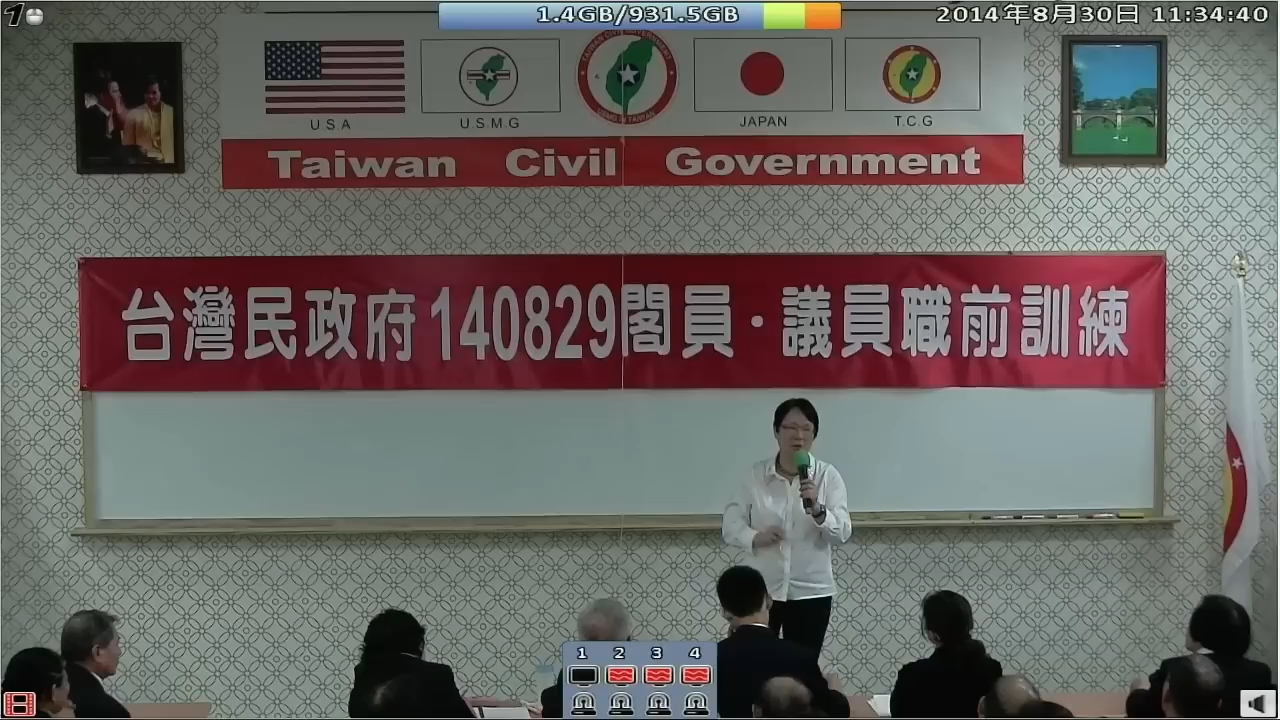 1
1.4GB/931.5GB
2014年8月30日 11:34:40
U.S.A
U.S.M.G
JAPAN
T.C.G
Taiwan Civil Government
台灣民政府140829閣員·議員職前訓練
1 2 3 4